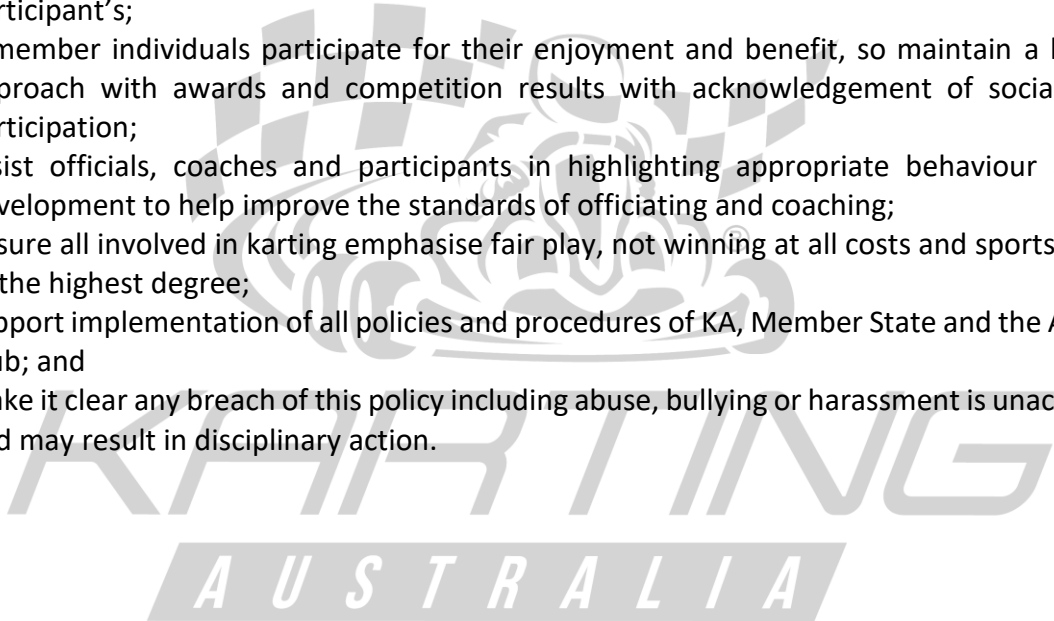 rticipant's;
member individuals participate for their enjoyment and benefit, so maintain a
proach with awards and competition results with acknowledgement of socia
rticipation;
sist officials, coaches and participants in highlighting appropriate behaviour
velopment to help improve the standards of officiating and coaching;
sure all involved in karting emphasise fair play, not winning at all costs and sports
the highest degree;
pport implementation of all policies and procedures of KA, Member State and the A
ub; and
ke it clear any breach of this policy including abuse, bullying or harassment is unac
d may result in disciplinary action.
®
KARTING
AUSTRALIA